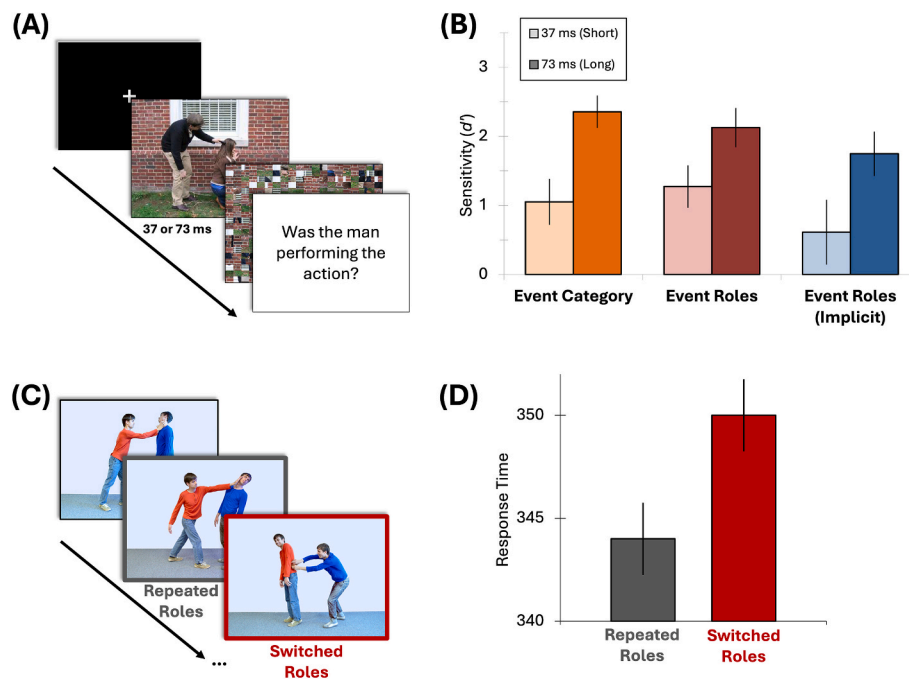 (A)
37 or 73 ms
Was the man
performing the
action?
(B)
37 ms (Short)
73 ms (Long)
Sensitivity (d')
3
2
1
0
Event Category
Event Roles
Event Roles
(Implicit)
(C)
Repeated
Roles
Switched
Roles
...
(D)
Response Time
350
345
340
Repeated
Roles
Switched
Roles